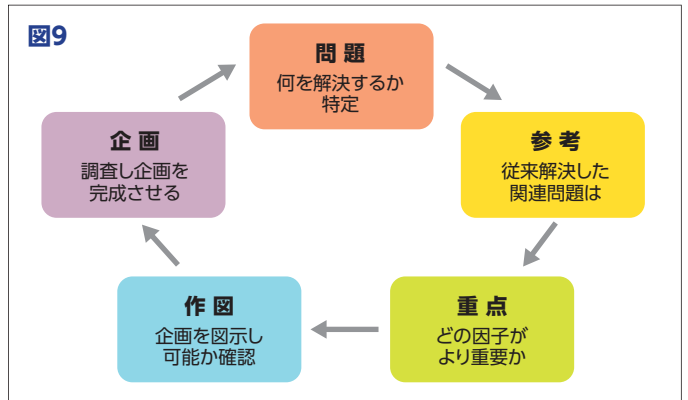 図9
問題
何を解決するか
特定
参考
従来解決した
関連問題は
重点
どの因子が
より重要か
作図
企画を図示し
可能か確認
企画
調査し企画を
完成させる